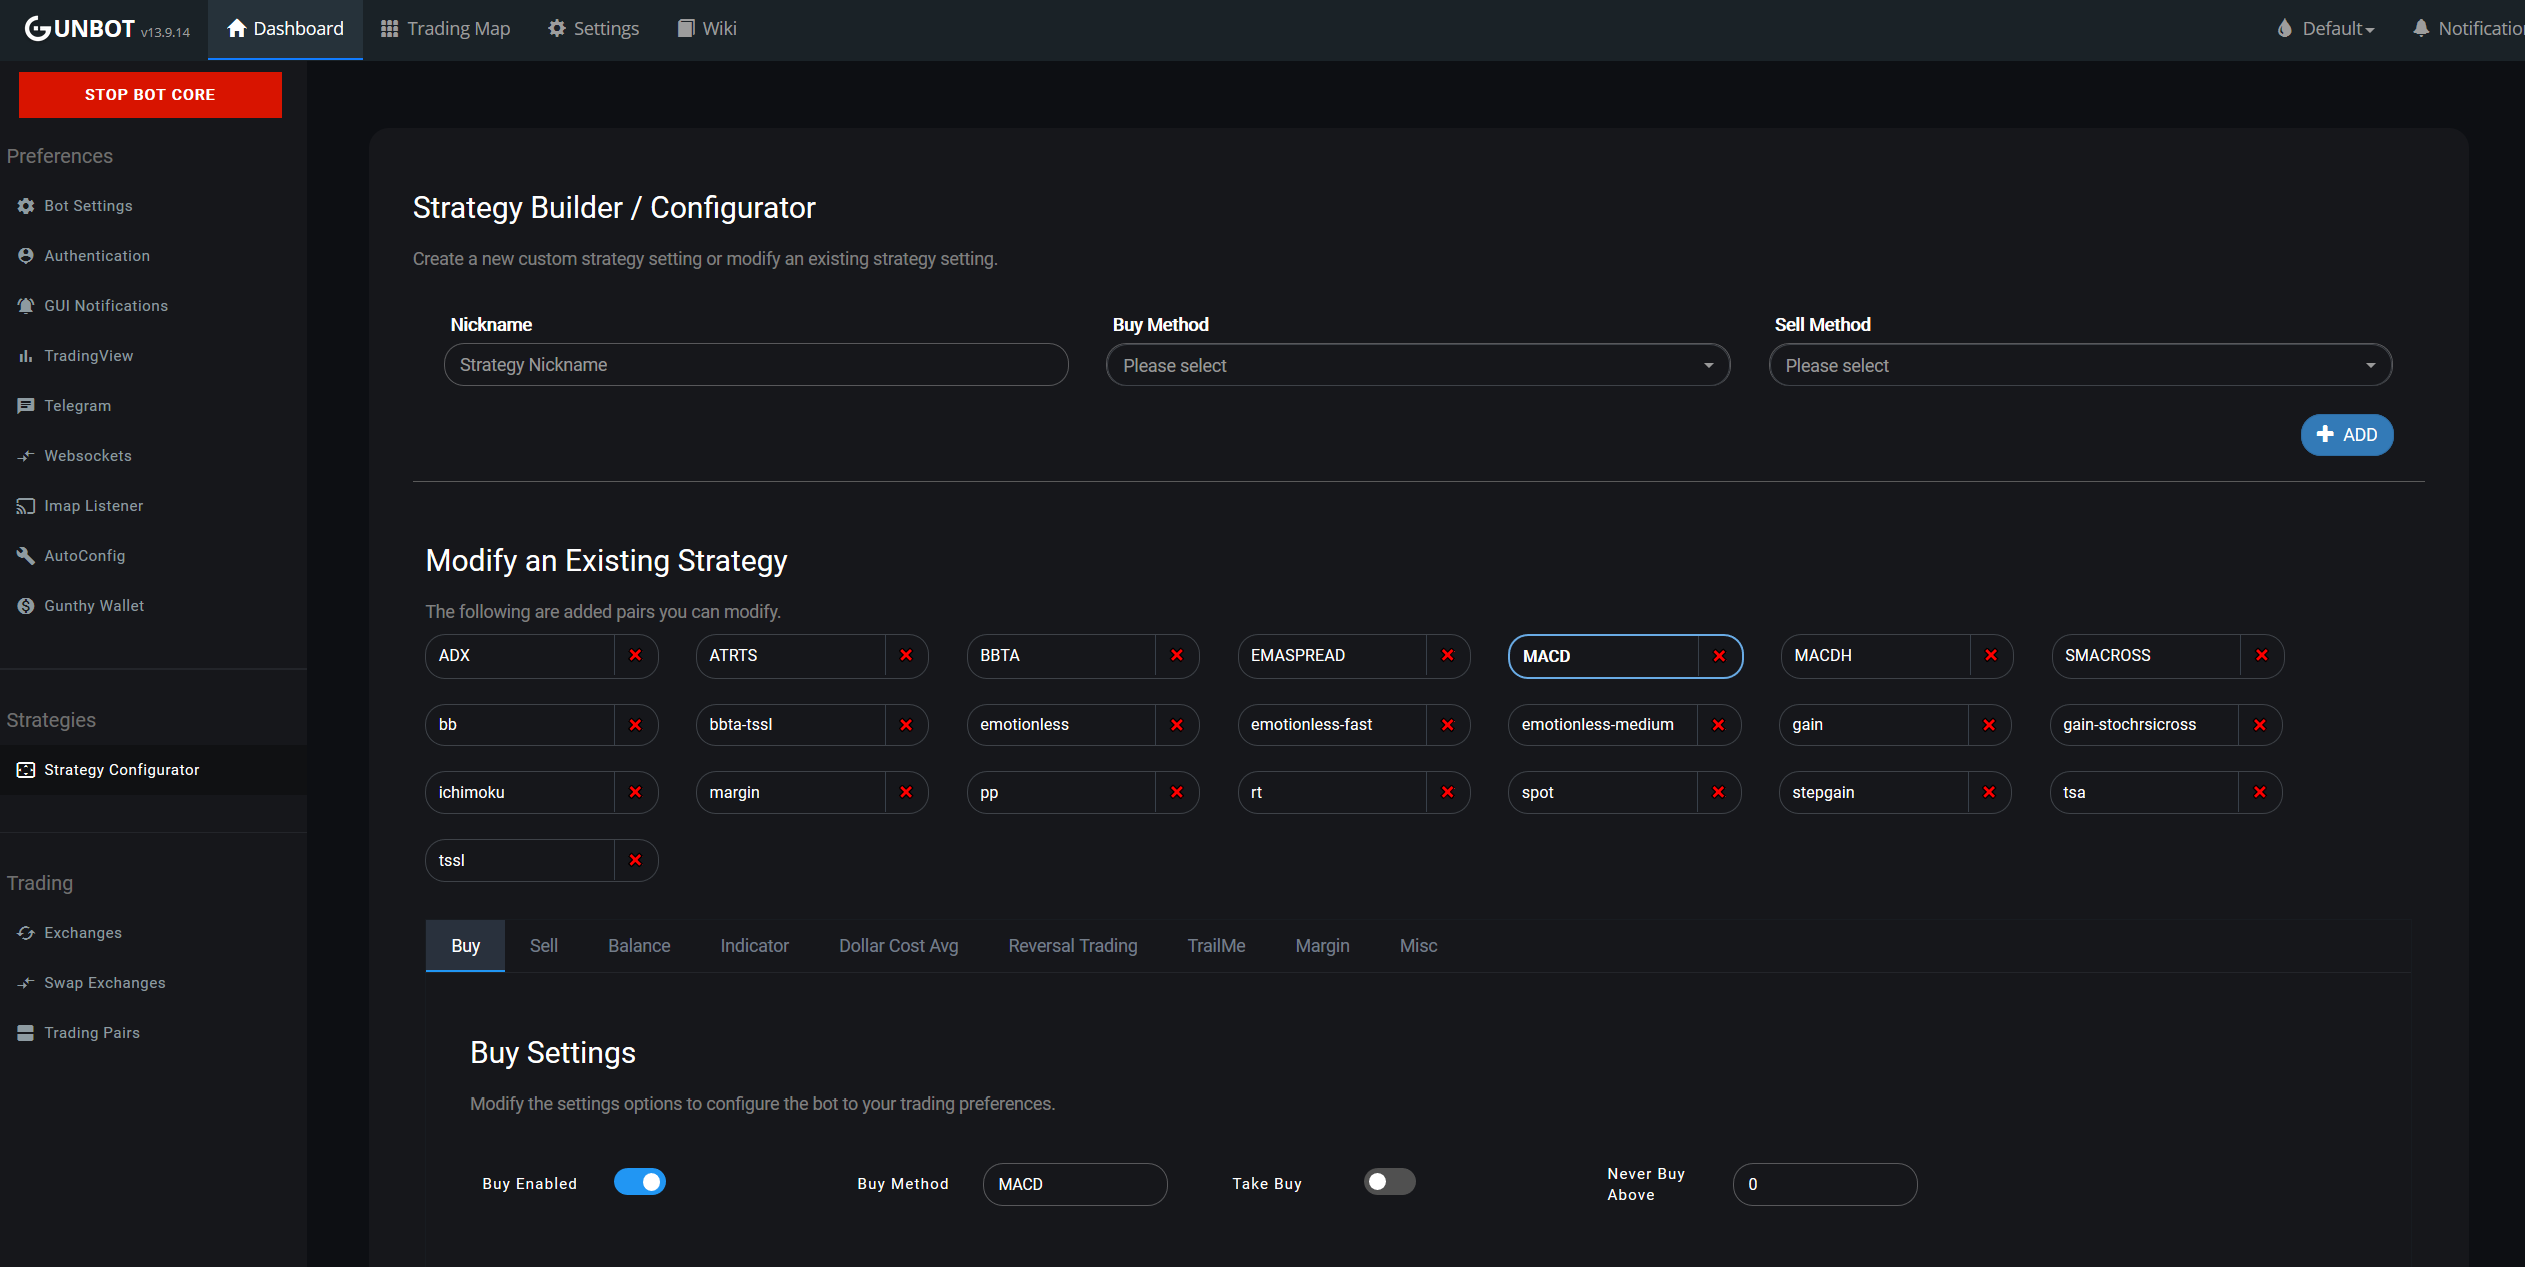 GUNBOT v13.9.14
Dashboard
Trading Map
Settings
Wiki
Default
Notificatio
STOP BOT CORE
Preferences
Bot Settings
Authentication
GUI Notifications
TradingView
Telegram
Websockets
Imap Listener
AutoConfig
Gunthy Wallet
Strategies
Strategy Configurator
Trading
Exchanges
Swap Exchanges
Trading Pairs
Strategy Builder / Configurator
Create a new custom strategy setting or modify an existing strategy setting.
Nickname
Buy Method
Sell Method
Strategy Nickname
Please select
Please select
ADD
Modify an Existing Strategy
The following are added pairs you can modify.
ADX
ATRTS
BBTA
EMASPREAD
MACD
MACDH
SMACROSS
bb
bbta-tssl
emotionless
emotionless-fast
emotionless-medium
gain
gain-stochrsicross
ichimoku
margin
pp
rt
spot
stepgain
tsa
tssl
Buy
Sell
Balance
Indicator
Dollar Cost Avg
Reversal Trading
TrailMe
Margin
Misc
Buy Settings
Modify the settings options to configure the bot to your trading preferences.
Buy Enabled
Buy Method
MACD
Take Buy
Never Buy
Above
0